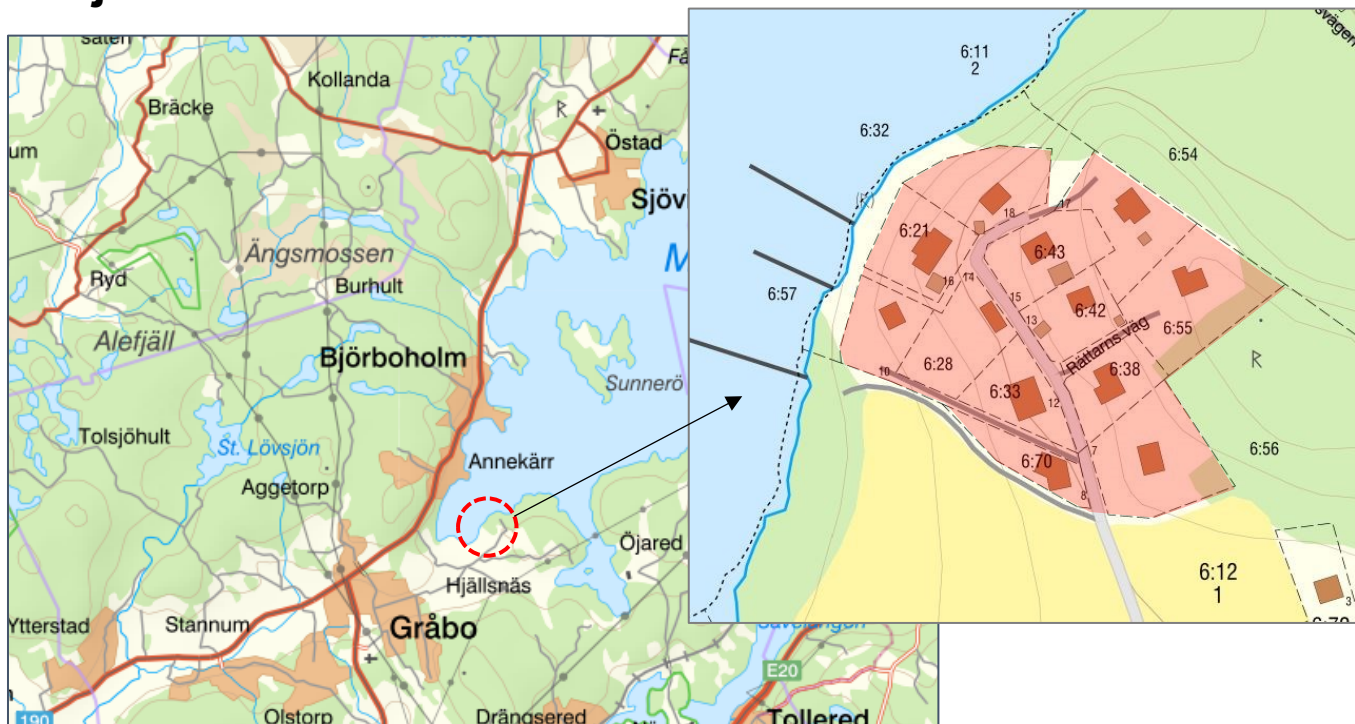 Kollanda
Bräcke
Östad
Ängsmossen
Ryd
Burhult
Alefjäll
Björboholm
Sunnerö
Tolsjöhult
St. Lövsjön
Annekärr
Aggetorp
Öjared
Hjällsnäs
Ytterstad
Stannum
Gråbo
E20
190
Olstorp
Drängsered
Tollered
6:11
2
6:32
6:54
(R)
17
18
6:21
6:43
14
16
6:57
15
6:42
13
Rättarns väg
6:55
R
6:28
6:38
10
6:33
12
6:56
7
6:70
8
6:12
1
3